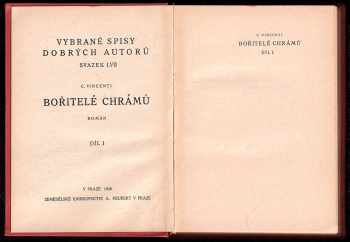 VYBRANÉ SPISY
DOBRÝCH AUTORŮ
SVAZEK LVII
C. VINCENTI
BOŘITELÉ CHRÁMŮ
ROMÁN
DÍL I
V PRAZE
ZEMĚDĚLSKÉ KNIHKUPECTVÍ A. NEUBERT V PRAZE
C. VINCENTI
BOŘITELÉ CHRÁMŮ
DÍL I